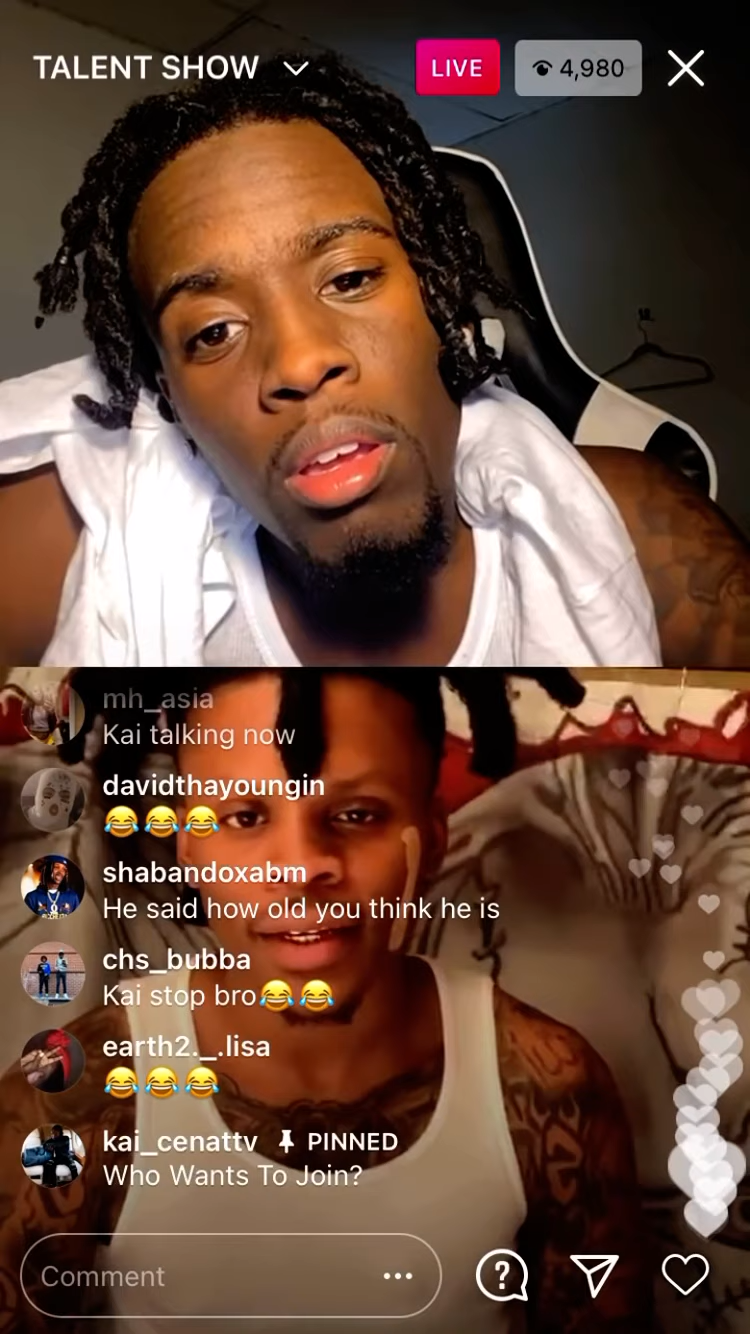 TALENT SHOW
LIVE
4,980
mh_asia
Kai talking now
davidthayoungin
😂😂😂
shabandoxabm
He said how old you think he is
chs_bubba
Kai stop bro😂😂
earth2._.lisa
😂😂😂
kai_cenattv 📌 PINNED
Who Wants To Join?
Comment